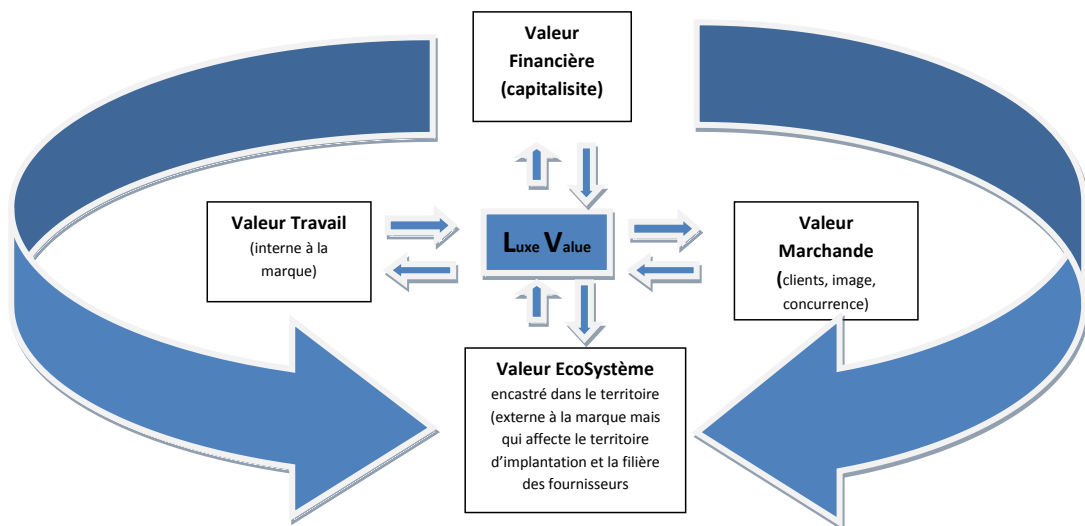 Valeur
Financière
(capitalisite)
Valeur Travail
(interne à la
marque)
Luxe Value
Valeur
Marchande
(clients, image,
concurrence)
Valeur EcoSystème
encastré dans le territoire
(externe à la marque mais
qui affecte le territoire
d’implantation et la filière
des fournisseurs